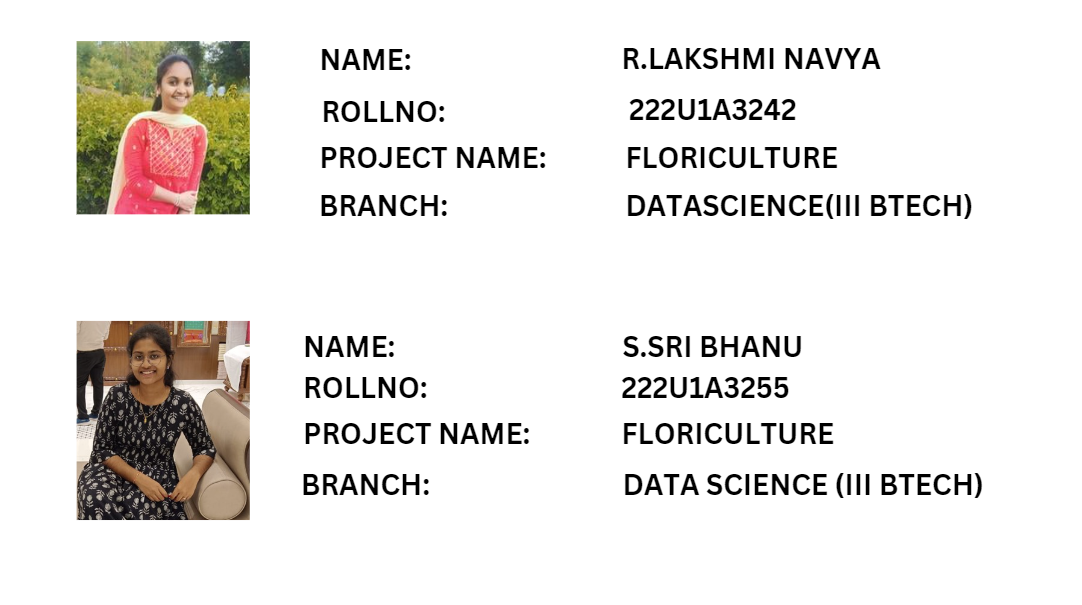 NAME: R.LAKSHMI NAVYA
ROLLNO: 222U1A3242
PROJECT NAME: FLORICULTURE
BRANCH: DATASCIENCE(III BTECH)
NAME: S.SRI BHANU
ROLLNO: 222U1A3255
PROJECT NAME: FLORICULTURE
BRANCH: DATA SCIENCE (III BTECH)